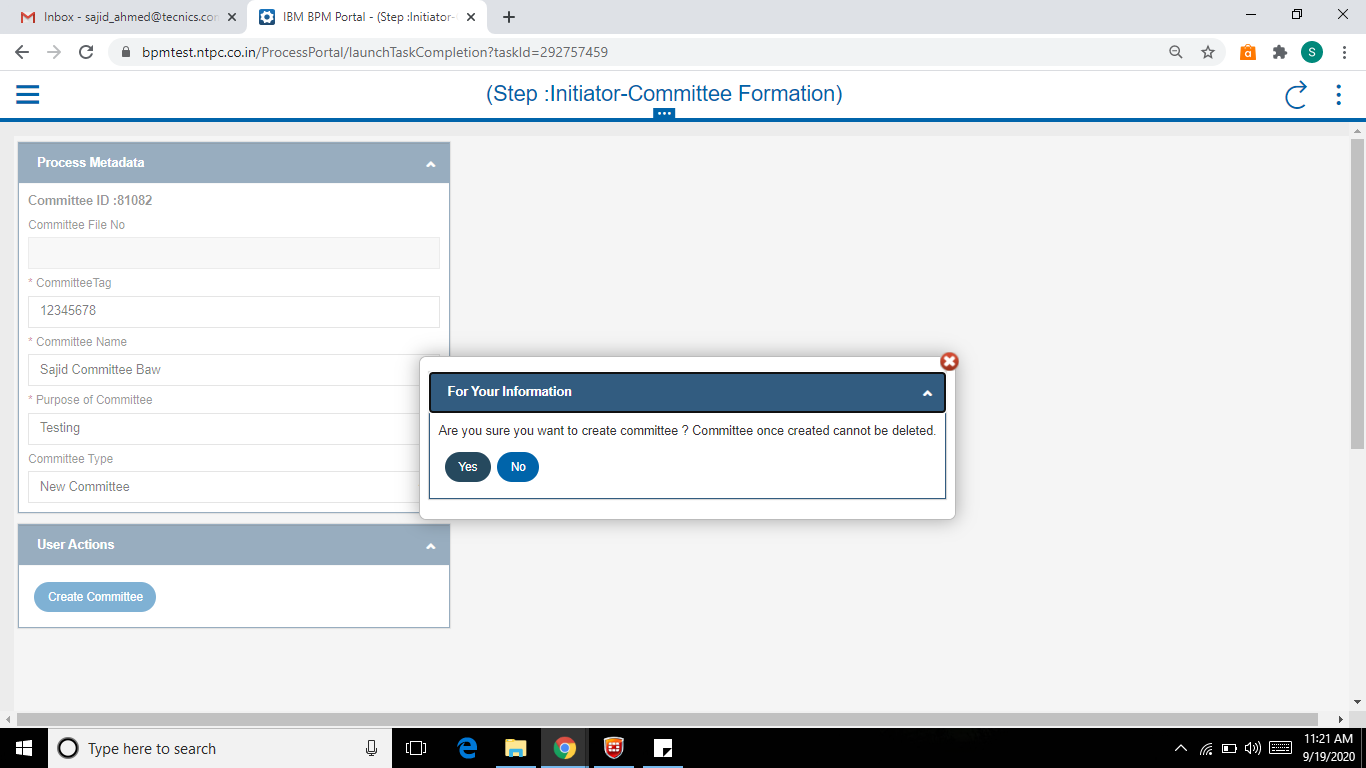 Inbox - sajid_ahmed@tecnics.com
IBM BPM Portal - (Step :Initiator-
bpmtest.ntpc.co.in/ProcessPortal/launchTaskCompletion?taskId=292757459
a
S
(Step :Initiator-Committee Formation)
Process Metadata
Committee ID :81082
Committee File No
* CommitteeTag
12345678
* Committee Name
Sajid Committee Baw
* Purpose of Committee
Testing
Committee Type
New Committee
For Your Information
Are you sure you want to create committee ? Committee once created cannot be deleted.
Yes
No
User Actions
Create Committee
Type here to search
11:21 AM
9/19/2020